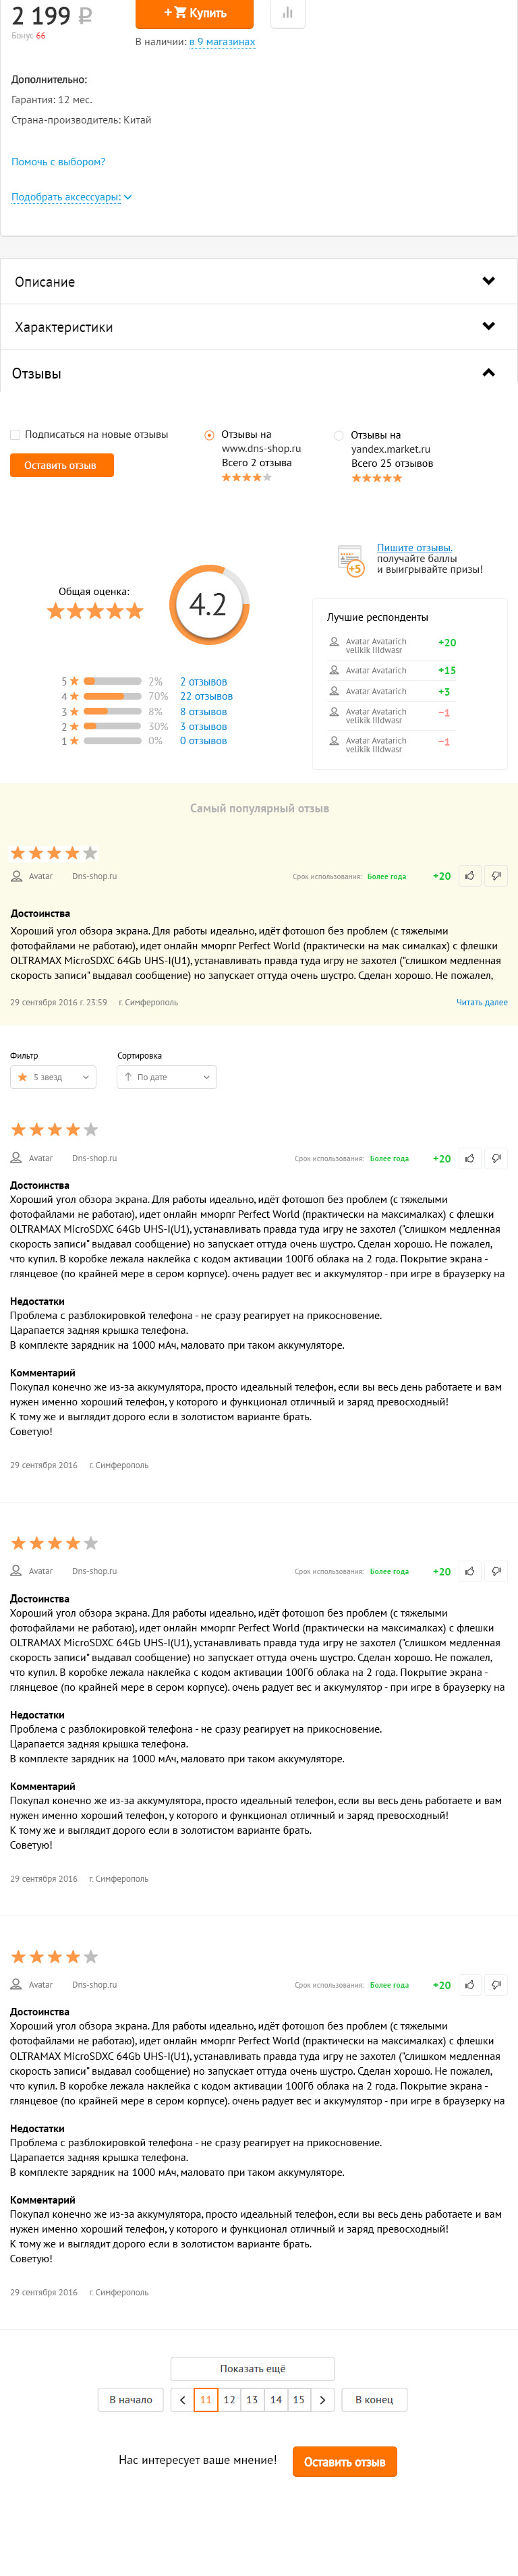 2 199 ₽
+ Купить
Бонус 66
В наличии: в 9 магазинах
Дополнительно:
Гарантия: 12 мес.
Страна-производитель: Китай
Помочь с выбором?
Подобрать аксессуары:
Описание
Характеристики
Отзывы
Подписаться на новые отзывы
Оставить отзыв
Отзывы на
www.dns-shop.ru
Всего 2 отзыва
Отзывы на
yandex.market.ru
Всего 25 отзывов
+5
Пишите отзывы,
получайте баллы
и выигрывайте призы!
Общая оценка:
4.2
5 2% 2 отзывов
4 70% 22 отзывов
3 8% 8 отзывов
2 30% 3 отзывов
1 0% 0 отзывов
Лучшие респонденты
Avatar Avatarich
velikik IIIdwasr
+20
Avatar Avatarich +15
Avatar Avatarich +3
Avatar Avatarich
velikik IIIdwasr
−1
Avatar Avatarich
velikik IIIdwasr
−1
Самый популярный отзыв
Avatar Dns-shop.ru Срок использования: Более года +20
Достоинства
Хороший угол обзора экрана. Для работы идеально, идёт фотошоп без проблем (с тяжелыми
фотофайлами не работаю), идет онлайн мморпг Perfect World (практически на мак сималках) с флешки
OLTRAMAX MicroSDXC 64Gb UHS-I(U1), устанавливать правда туда игру не захотел ("слишком медленная
скорость записи" выдавал сообщение) но запускает оттуда очень шустро. Сделан хорошо. Не пожалел,
29 сентября 2016 г. 23:59 г. Симферополь Читать далее
Фильтр Сортировка
5 звезд По дате
Avatar Dns-shop.ru Срок использования: Более года +20
Достоинства
Хороший угол обзора экрана. Для работы идеально, идёт фотошоп без проблем (с тяжелыми
фотофайлами не работаю), идет онлайн мморпг Perfect World (практически на максималках) с флешки
OLTRAMAX MicroSDXC 64Gb UHS-I(U1), устанавливать правда туда игру не захотел ("слишком медленная
скорость записи" выдавал сообщение) но запускает оттуда очень шустро. Сделан хорошо. Не пожалел,
что купил. В коробке лежала наклейка с кодом активации 100Гб облака на 2 года. Покрытие экрана -
глянцевое (по крайней мере в сером корпусе). очень радует вес и аккумулятор - при игре в браузерку на
Недостатки
Проблема с разблокировкой телефона - не сразу реагирует на прикосновение.
Царапается задняя крышка телефона.
В комплекте зарядник на 1000 мАч, маловато при таком аккумуляторе.
Комментарий
Покупал конечно же из-за аккумулятора, просто идеальный телефон, если вы весь день работаете и вам
нужен именно хороший телефон, у которого и функционал отличный и заряд превосходный!
К тому же и выглядит дорого если в золотистом варианте брать.
Советую!
29 сентября 2016 г. Симферополь
Avatar Dns-shop.ru Срок использования: Более года +20
Достоинства
Хороший угол обзора экрана. Для работы идеально, идёт фотошоп без проблем (с тяжелыми
фотофайлами не работаю), идет онлайн мморпг Perfect World (практически на максималках) с флешки
OLTRAMAX MicroSDXC 64Gb UHS-I(U1), устанавливать правда туда игру не захотел ("слишком медленная
скорость записи" выдавал сообщение) но запускает оттуда очень шустро. Сделан хорошо. Не пожалел,
что купил. В коробке лежала наклейка с кодом активации 100Гб облака на 2 года. Покрытие экрана -
глянцевое (по крайней мере в сером корпусе). очень радует вес и аккумулятор - при игре в браузерку на
Недостатки
Проблема с разблокировкой телефона - не сразу реагирует на прикосновение.
Царапается задняя крышка телефона.
В комплекте зарядник на 1000 мАч, маловато при таком аккумуляторе.
Комментарий
Покупал конечно же из-за аккумулятора, просто идеальный телефон, если вы весь день работаете и вам
нужен именно хороший телефон, у которого и функционал отличный и заряд превосходный!
К тому же и выглядит дорого если в золотистом варианте брать.
Советую!
29 сентября 2016 г. Симферополь
Avatar Dns-shop.ru Срок использования: Более года +20
Достоинства
Хороший угол обзора экрана. Для работы идеально, идёт фотошоп без проблем (с тяжелыми
фотофайлами не работаю), идет онлайн мморпг Perfect World (практически на максималках) с флешки
OLTRAMAX MicroSDXC 64Gb UHS-I(U1), устанавливать правда туда игру не захотел ("слишком медленная
скорость записи" выдавал сообщение) но запускает оттуда очень шустро. Сделан хорошо. Не пожалел,
что купил. В коробке лежала наклейка с кодом активации 100Гб облака на 2 года. Покрытие экрана -
глянцевое (по крайней мере в сером корпусе). очень радует вес и аккумулятор - при игре в браузерку на
Недостатки
Проблема с разблокировкой телефона - не сразу реагирует на прикосновение.
Царапается задняя крышка телефона.
В комплекте зарядник на 1000 мАч, маловато при таком аккумуляторе.
Комментарий
Покупал конечно же из-за аккумулятора, просто идеальный телефон, если вы весь день работаете и вам
нужен именно хороший телефон, у которого и функционал отличный и заряд превосходный!
К тому же и выглядит дорого если в золотистом варианте брать.
Советую!
29 сентября 2016 г. Симферополь
Показать ещё
В начало 11 12 13 14 15 В конец
Нас интересует ваше мнение! Оставить отзыв